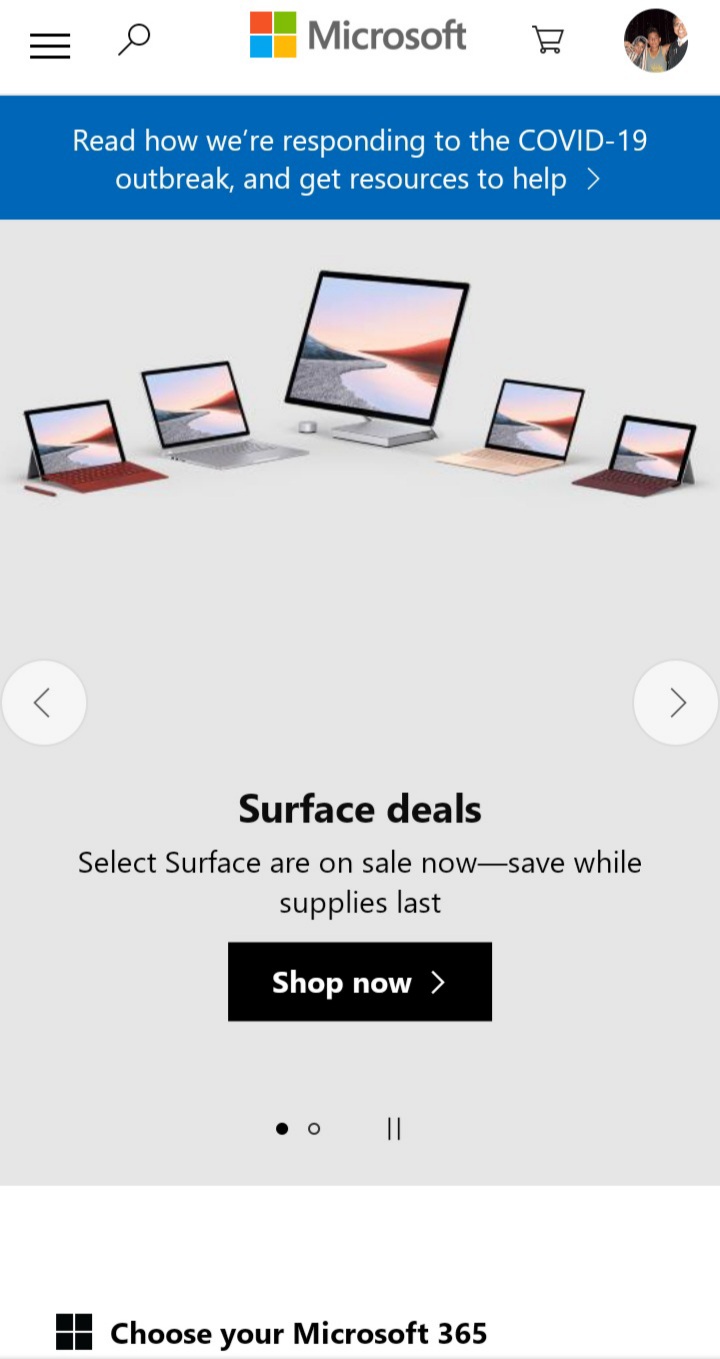 Microsoft
Read how we're responding to the COVID-19
outbreak, and get resources to help
Surface deals
Select Surface are on sale now—save while
supplies last
Shop now
Choose your Microsoft 365